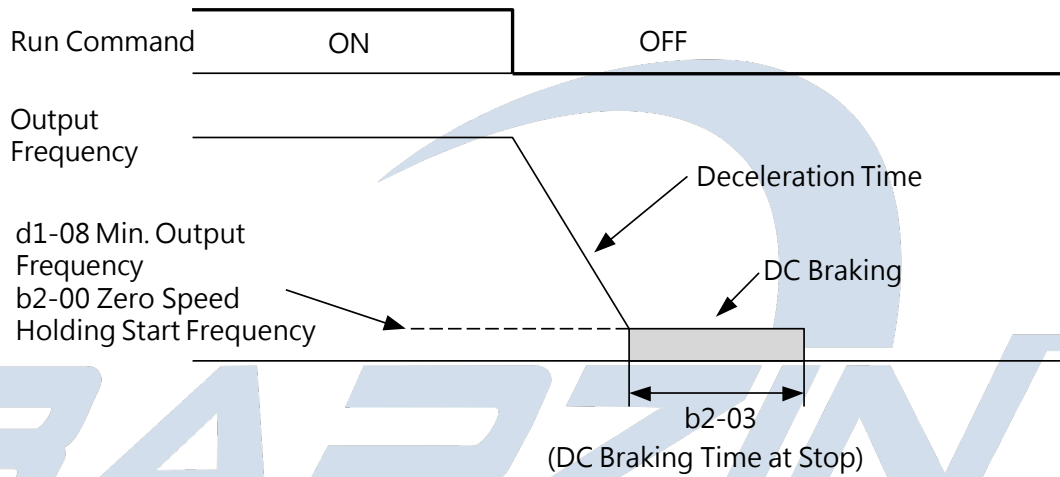 Run Command
ON
OFF
Output
Frequency
Deceleration Time
d1-08 Min. Output
Frequency
b2-00 Zero Speed
Holding Start Frequency
DC Braking
b2-03
(DC Braking Time at Stop)